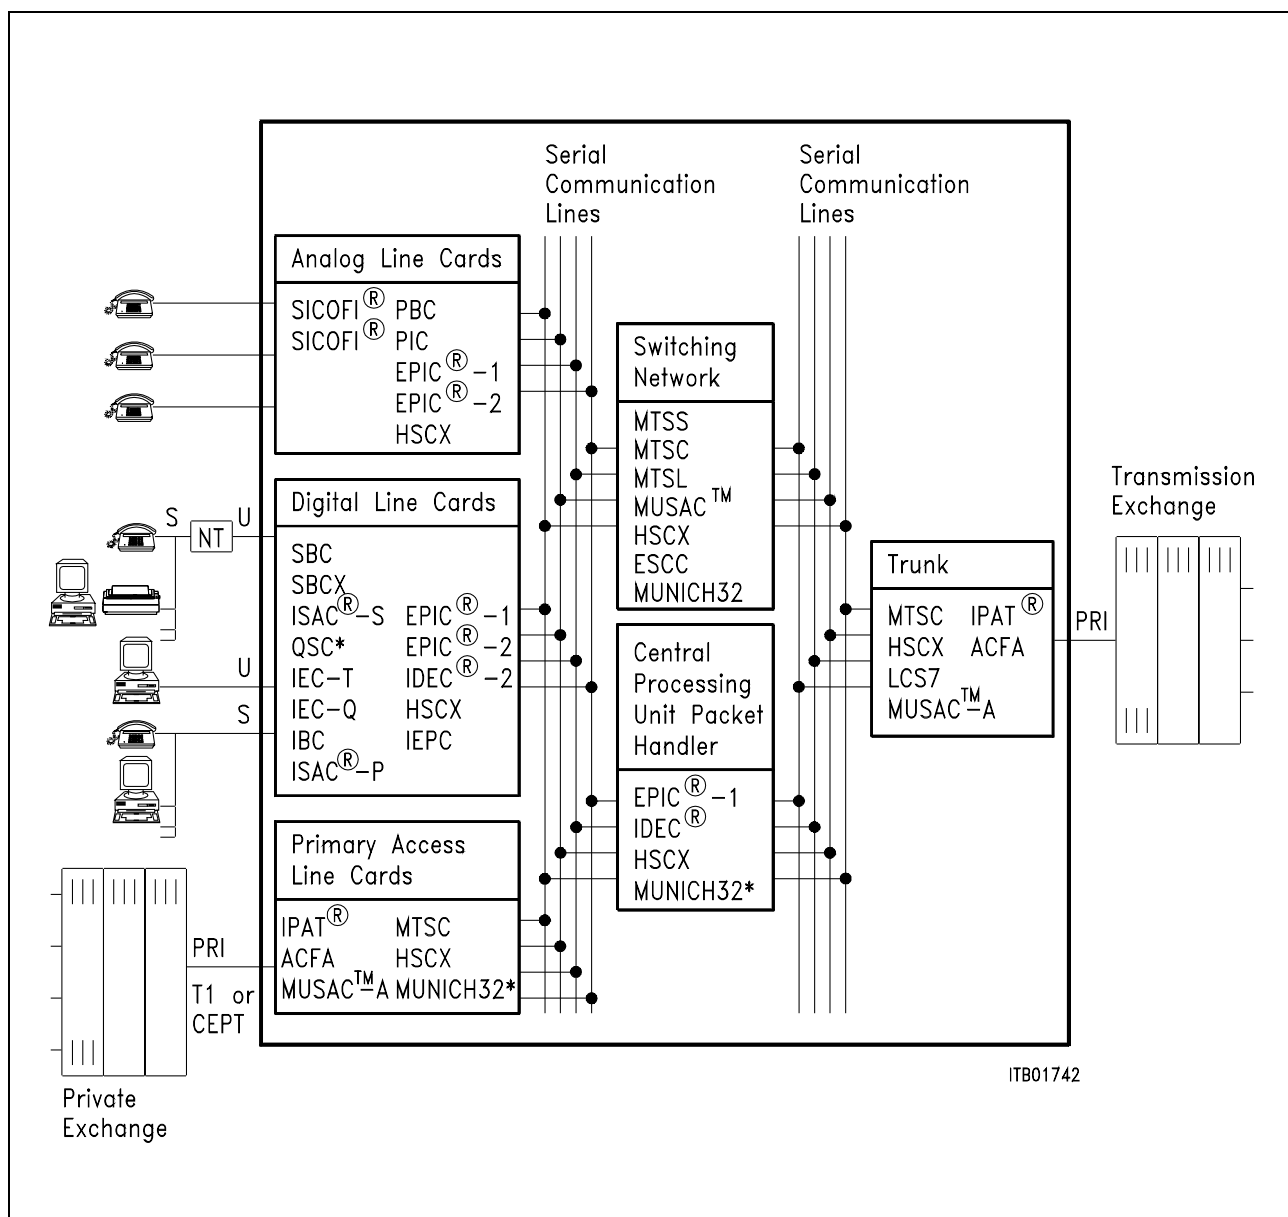 Serial
Communication
Lines
Serial
Communication
Lines
Analog Line Cards
SICOFI® PBC
SICOFI® PIC
EPIC®-1
EPIC®-2
HSCX
Switching
Network
MTSS
MTSC
MTSL
MUSAC™
HSCX
ESCC
MUNICH32
Digital Line Cards
SBC
SBCX
ISAC®-S EPIC®-1
QSC* EPIC®-2
IEC-T IDEC®-2
IEC-Q HSCX
IBC IEPC
ISAC®-P
S
NT
U
U
S
Central
Processing
Unit Packet
Handler
EPIC®-1
IDEC®
HSCX
MUNICH32*
Trunk
MTSC IPAT®
HSCX ACFA
LCS7
MUSAC™-A
PRI
Transmission
Exchange
Primary Access
Line Cards
IPAT® MTSC
ACFA HSCX
MUSAC™-A MUNICH32*
PRI
T1 or
CEPT
Private
Exchange
ITB01742